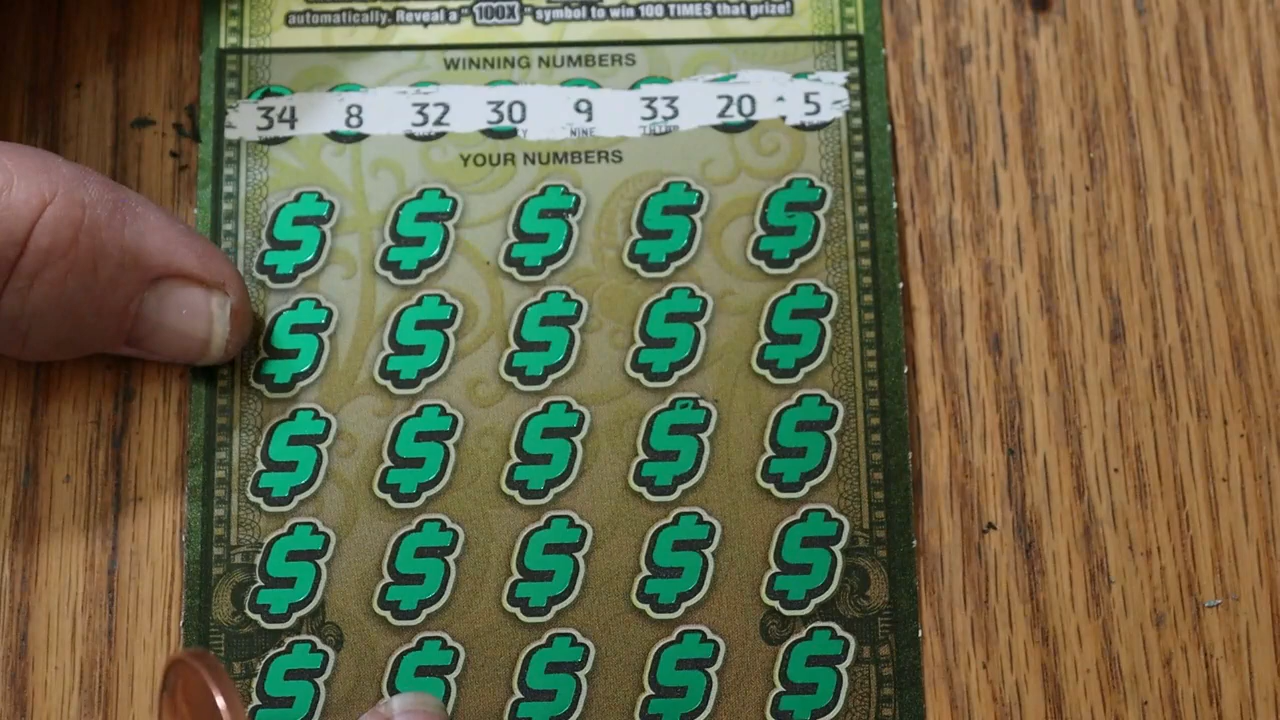 automatically. Reveal a " 100X " symbol to win 100 TIMES that prize!
WINNING NUMBERS
34 8 32 30 9 33 20 5
NINE
YOUR NUMBERS
$ $ $ $ $
$ $ $ $ $
$ $ $ $ $
$ $ $ $ $
$ $ $ $ $